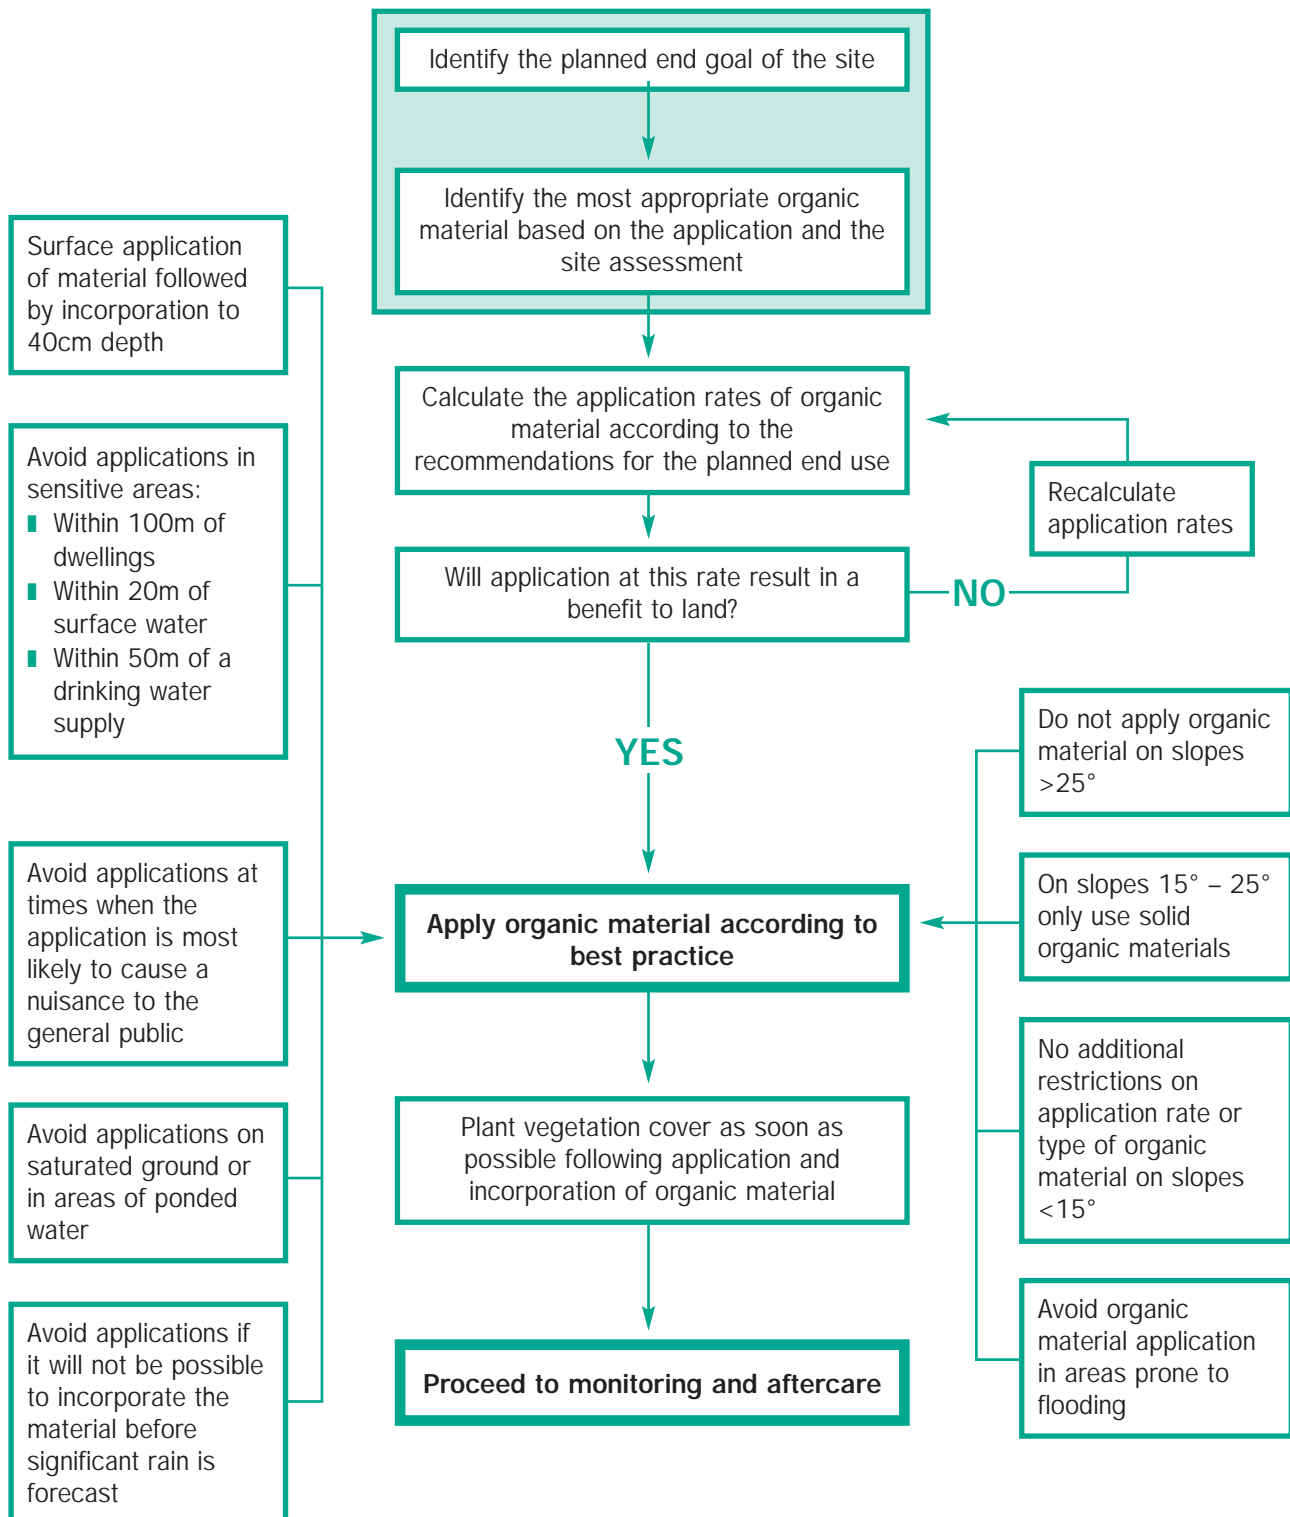 Identify the planned end goal of the site
Identify the most appropriate organic
material based on the application and the
site assessment
Calculate the application rates of organic
material according to the
recommendations for the planned end use
Will application at this rate result in a
benefit to land?
NO
Recalculate
application rates
YES
Apply organic material according to
best practice
Plant vegetation cover as soon as
possible following application and
incorporation of organic material
Proceed to monitoring and aftercare
Surface application
of material followed
by incorporation to
40cm depth
Avoid applications in
sensitive areas:
Within 100m of
dwellings
Within 20m of
surface water
Within 50m of a
drinking water
supply
Avoid applications at
times when the
application is most
likely to cause a
nuisance to the
general public
Avoid applications on
saturated ground or
in areas of ponded
water
Avoid applications if
it will not be possible
to incorporate the
material before
significant rain is
forecast
Do not apply organic
material on slopes
>25°
On slopes 15° – 25°
only use solid
organic materials
No additional
restrictions on
application rate or
type of organic
material on slopes
<15°
Avoid organic
material application
in areas prone to
flooding